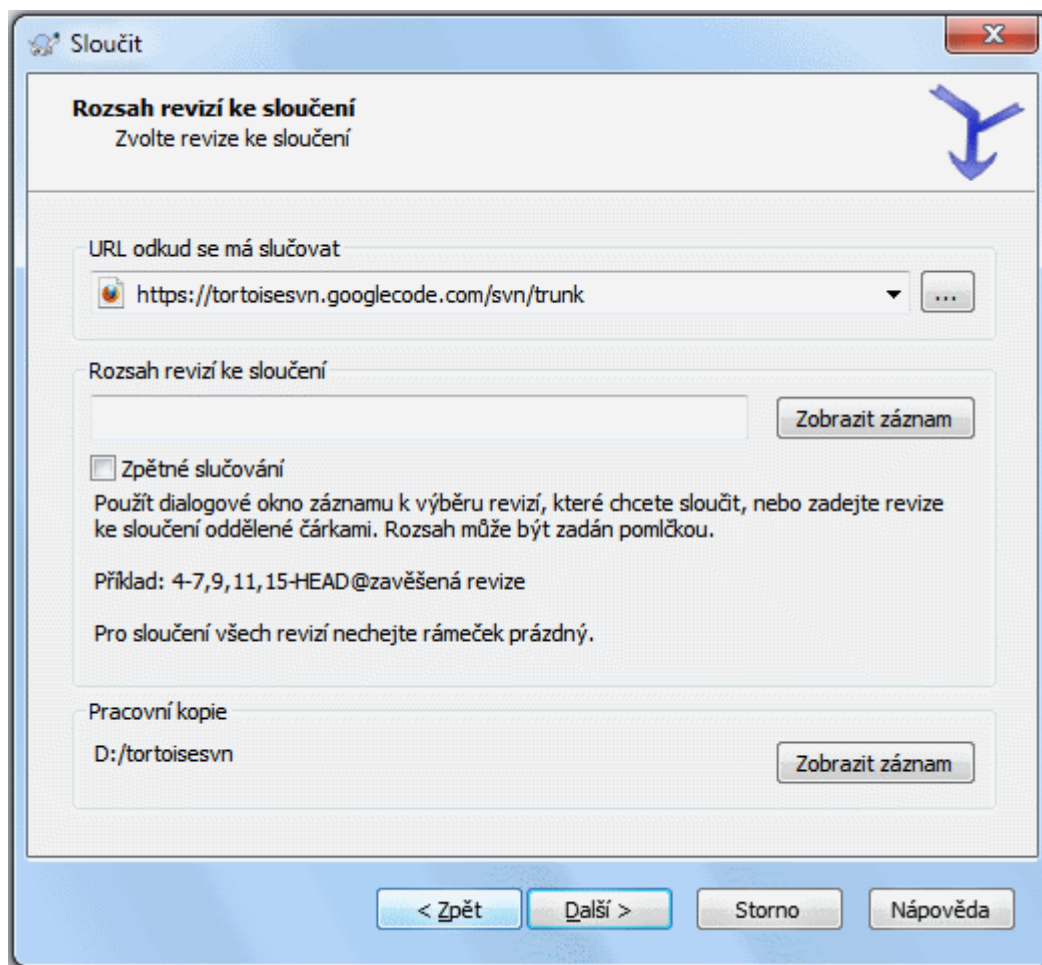 Sloučit
Rozsah revizí ke sloučení
Zvolte revize ke sloučení
URL odkud se má slučovat
https://tortoisesvn.googlecode.com/svn/trunk
...
Rozsah revizí ke sloučení
Zobrazit záznam
Zpětné slučování
Použít dialogové okno záznamu k výběru revizí, které chcete sloučit, nebo zadejte revize
ke sloučení oddělené čárkami. Rozsah může být zadán pomlčkou.
Příklad: 4-7,9,11,15-HEAD@zavěšená revize
Pro sloučení všech revizí nechejte rámeček prázdný.
Pracovní kopie
D:/tortoisesvn
Zobrazit záznam
< Zpět
Další >
Storno
Nápověda